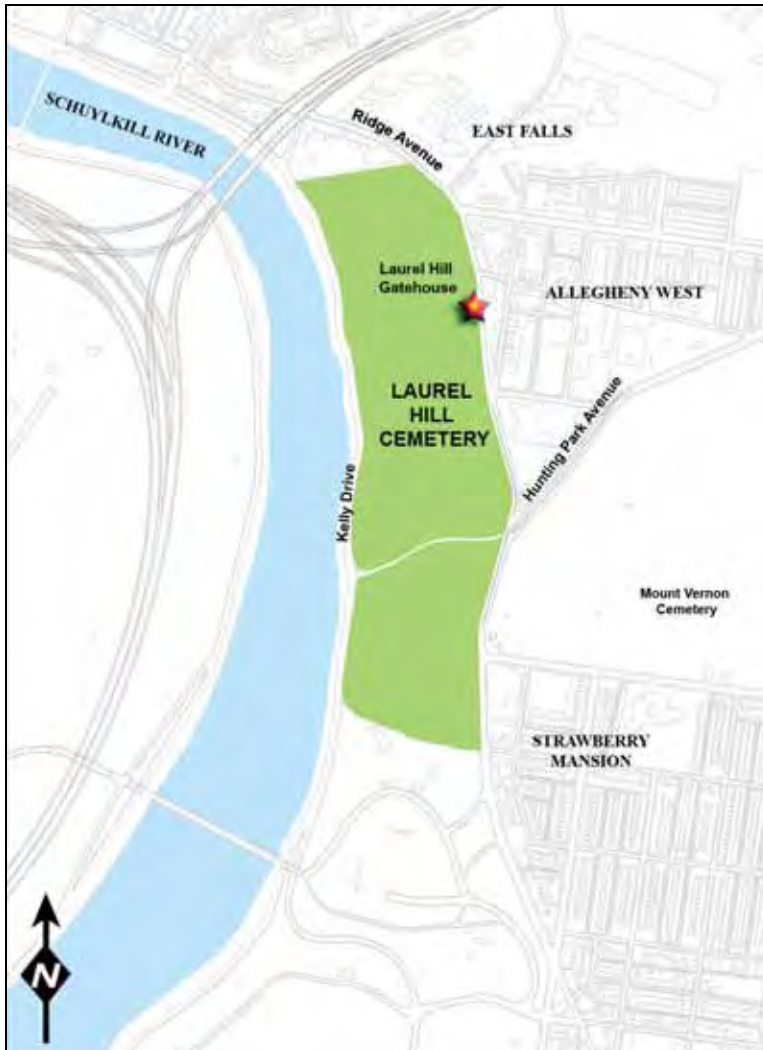 SCHUYLKILL RIVER
Ridge Avenue
EAST FALLS
Laurel Hill
Gatehouse
ALLEGHENY WEST
LAUREL
HILL
CEMETERY
Hunting Park Avenue
Kelly Drive
Mount Vernon
Cemetery
STRAWBERRY
MANSION
N